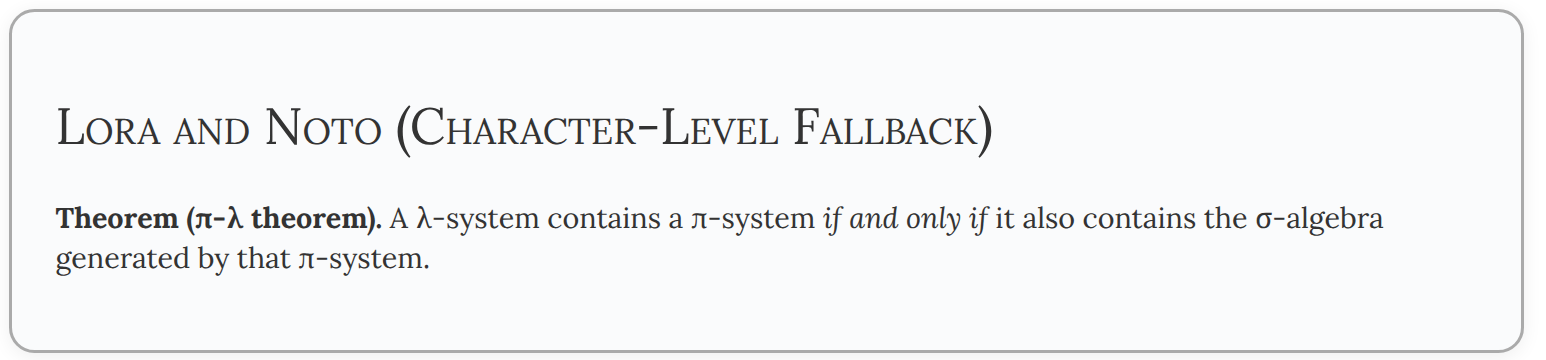 Lora and Noto (Character-Level Fallback)
Theorem (π-λ theorem). A λ-system contains a π-system if and only if it also contains the σ-algebra
generated by that π-system.